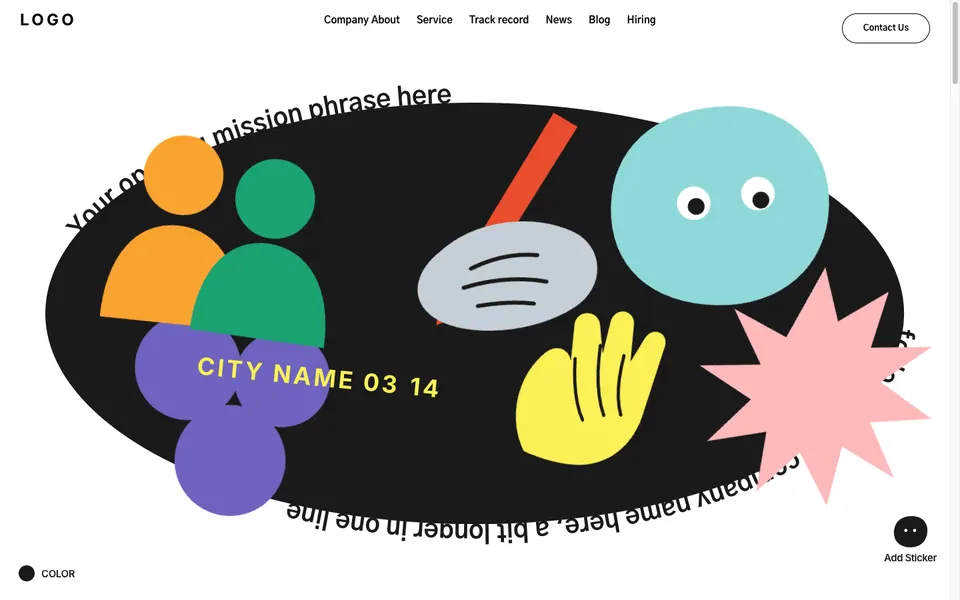 LOGO
Company About
Service
Track record
News
Blog
Hiring
Contact Us
Your
mission phrase here
CITY NAME 03 14
name here, a bit longer in one line
COLOR
Add Sticker